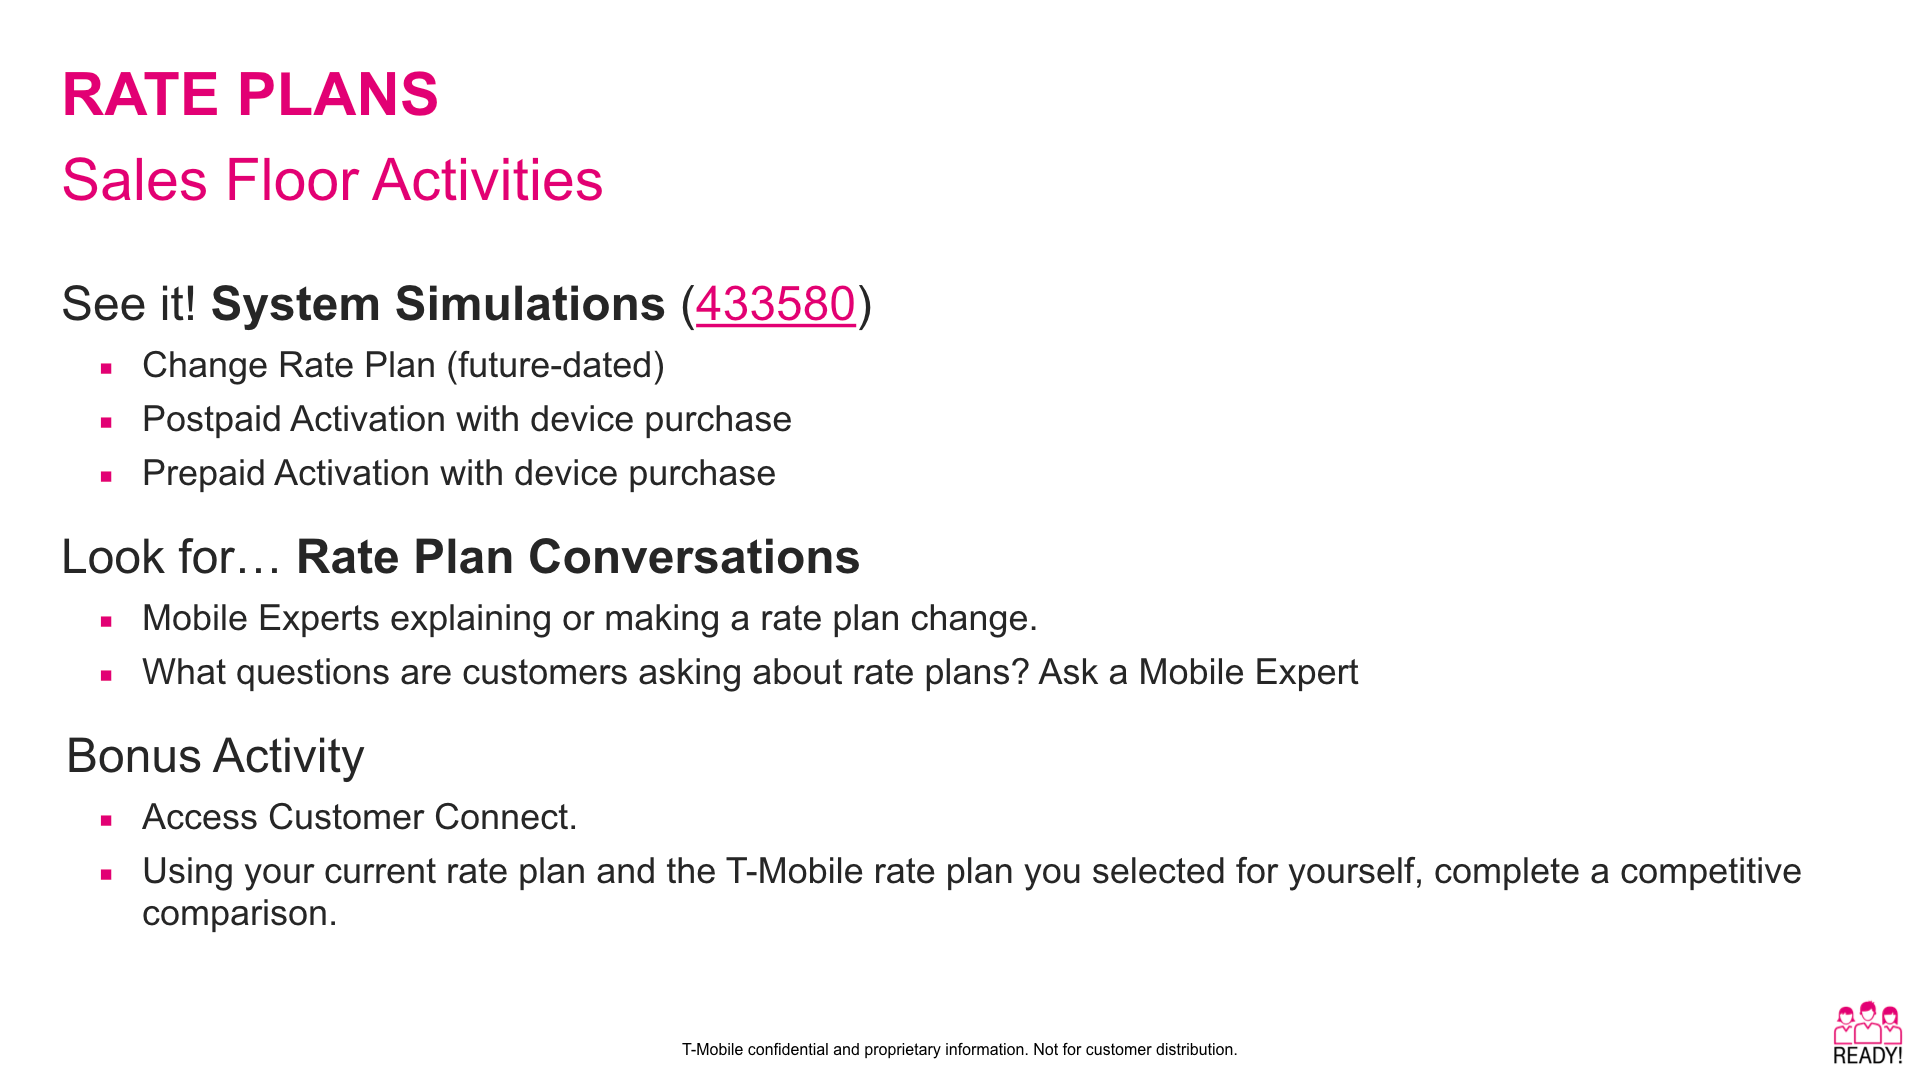 RATE PLANS
Sales Floor Activities
See it! System Simulations (433580)
▪ Change Rate Plan (future-dated)
▪ Postpaid Activation with device purchase
▪ Prepaid Activation with device purchase
Look for… Rate Plan Conversations
▪ Mobile Experts explaining or making a rate plan change.
▪ What questions are customers asking about rate plans? Ask a Mobile Expert
Bonus Activity
▪ Access Customer Connect.
▪ Using your current rate plan and the T-Mobile rate plan you selected for yourself, complete a competitive
comparison.
T-Mobile confidential and proprietary information. Not for customer distribution.
READY!